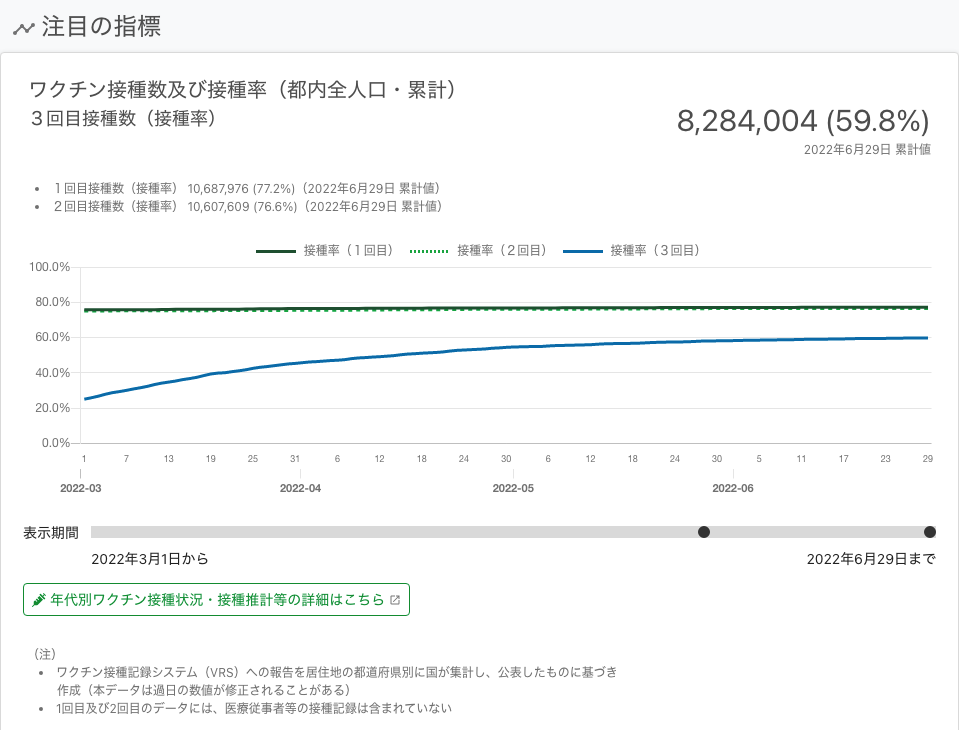 注目の指標
ワクチン接種数及び接種率（都内全人口・累計）
３回目接種数（接種率）
8,284,004 (59.8%)
2022年6月29日 累計値
• １回目接種数（接種率） 10,687,976 (77.2%)（2022年6月29日 累計値）
• ２回目接種数（接種率） 10,607,609 (76.6%)（2022年6月29日 累計値）
接種率（１回目） 接種率（２回目） 接種率（３回目）
100.0%
80.0%
60.0%
40.0%
20.0%
0.0%
1 7 13 19 25 31 6 12 18 24 30 6 12 18 24 30 5 11 17 23 29
2022-03 2022-04 2022-05 2022-06
表示期間
2022年3月1日から 2022年6月29日まで
年代別ワクチン接種状況・接種推計等の詳細はこちら
（注）
• ワクチン接種記録システム（VRS）への報告を居住地の都道府県別に国が集計し、公表したものに基づき
作成（本データは過日の数値が修正されることがある）
• 1回目及び2回目のデータには、医療従事者等の接種記録は含まれていない